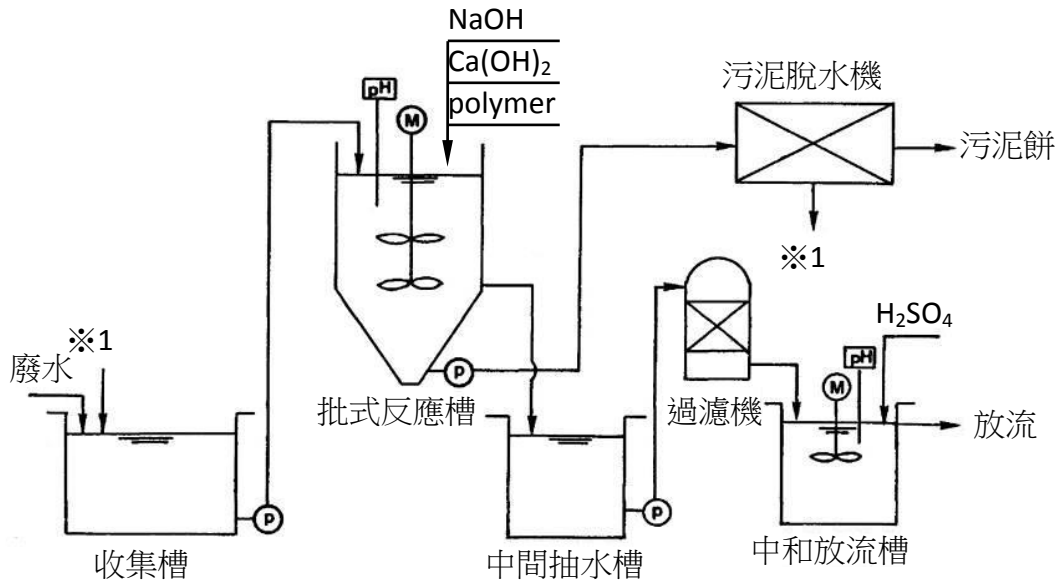 NaOH
Ca(OH)₂
polymer
pH
M
污泥脫水機
污泥餅
※1
H₂SO₄
pH
M
※1
廢水
P
批式反應槽
過濾機
放流
P
P
收集槽
中間抽水槽
中和放流槽